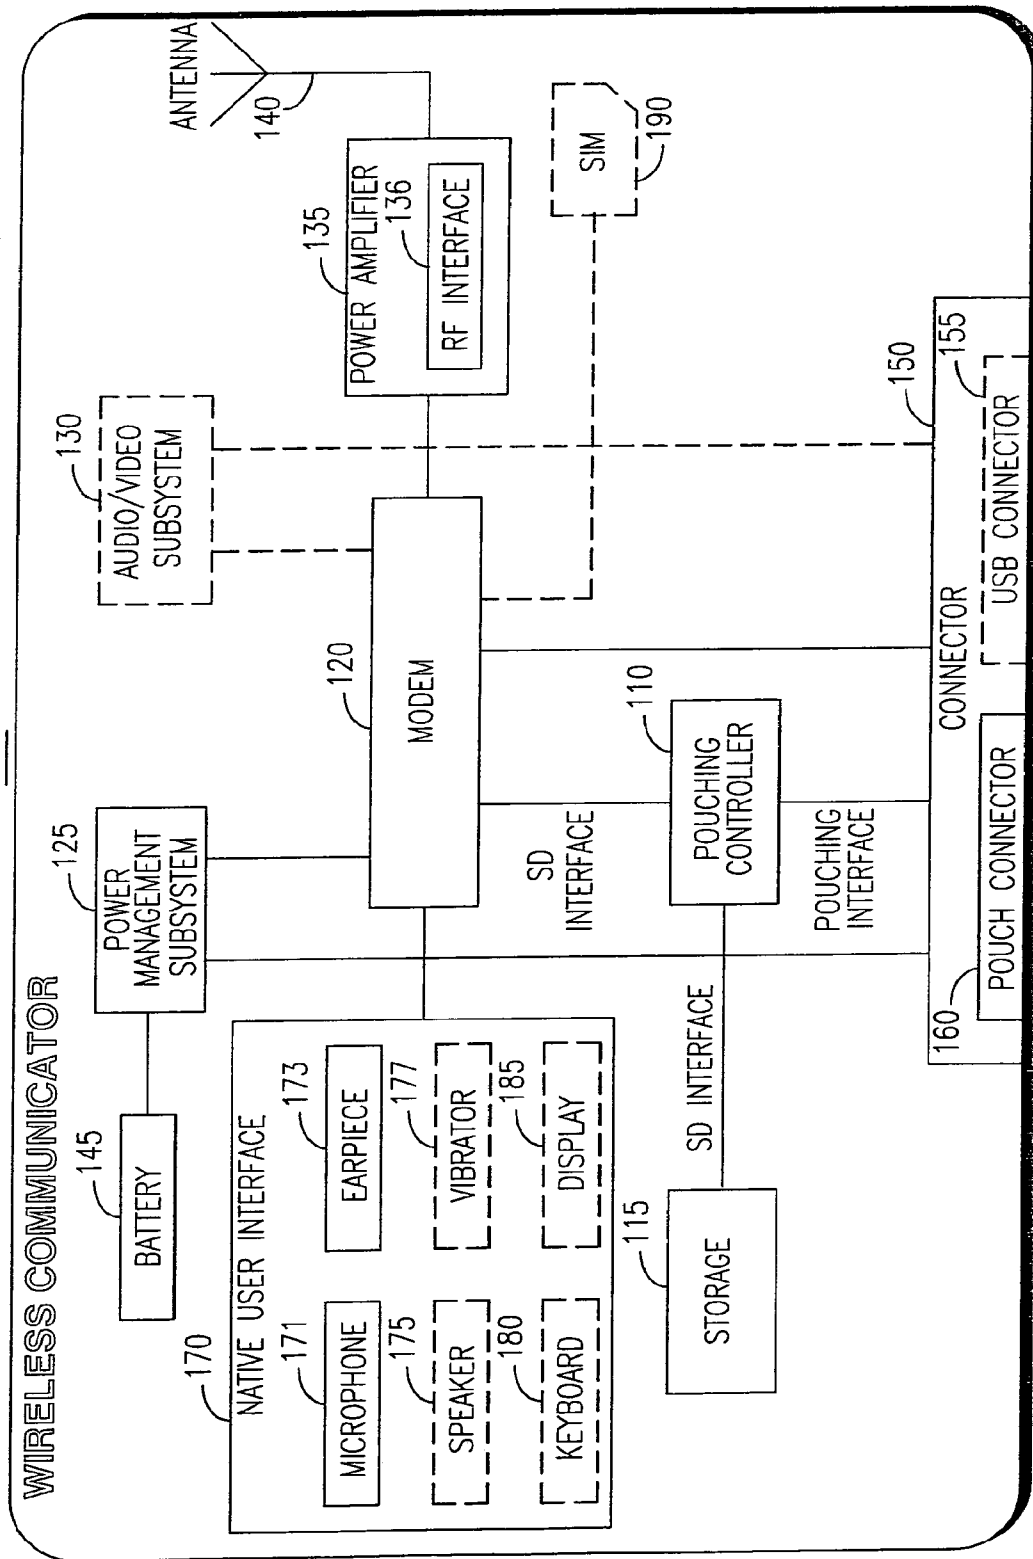 WIRELESS COMMUNICATOR
145
BATTERY
125
POWER
MANAGEMENT
SUBSYSTEM
130
AUDIO/VIDEO
SUBSYSTEM
ANTENNA
140
170
NATIVE USER INTERFACE
171
MICROPHONE
173
EARPIECE
175
SPEAKER
177
VIBRATOR
180
KEYBOARD
185
DISPLAY
120
MODEM
135
POWER AMPLIFIER
136
RF INTERFACE
SIM
190
SD
INTERFACE
115
STORAGE
SD INTERFACE
110
POUCHING
CONTROLLER
POUCHING
INTERFACE
150
CONNECTOR
160
POUCH CONNECTOR
155
USB CONNECTOR